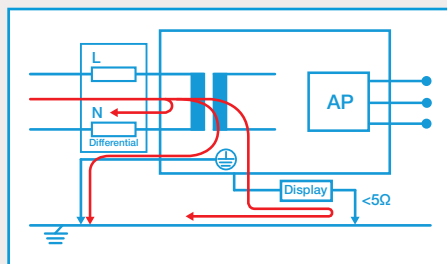 L
N
Differential
AP
Display
<5Ω